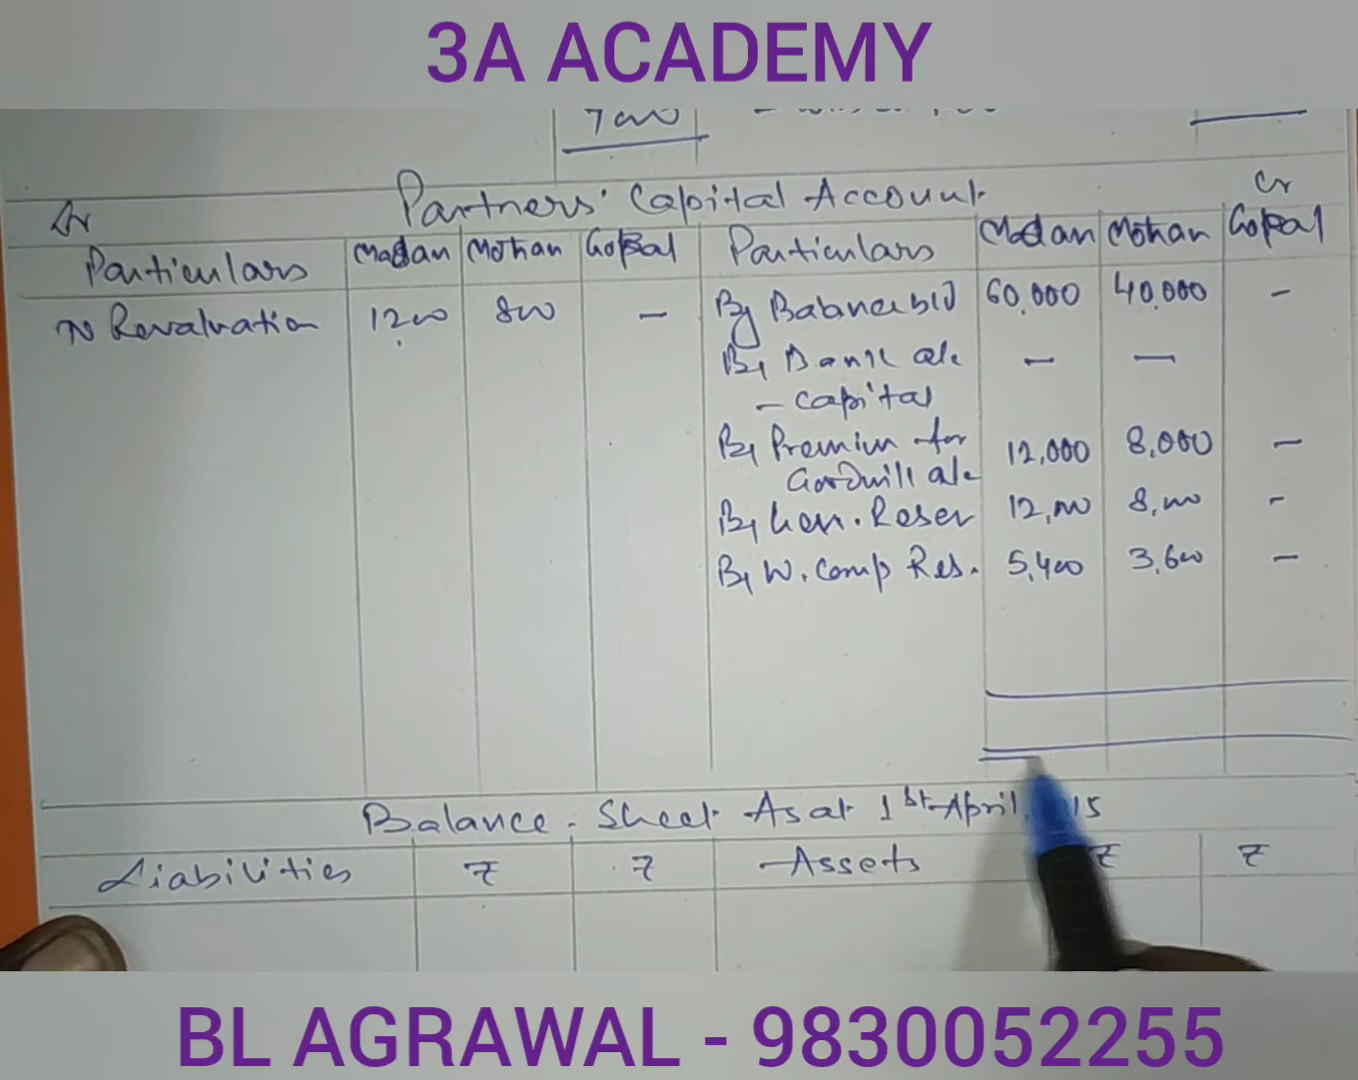 3A ACADEMY
Partners' Capital Account
Dr
Cr
Particulars Madan Mohan Gopal Particulars Madan Mohan Gopal
To Revaluation 1200 800 - By Balance b/d 60,000 40,000 -
By Bank a/c - -
- Capital
By Premium for 12,000 8,000 -
Goodwill a/c
By Gen. Reser 12,000 8,000 -
By W. Comp Res. 5,400 3,600 -
Balance - Sheet As at 1st April, 15
Liabilities ₹ ₹ Assets ₹ ₹
BL AGRAWAL - 9830052255